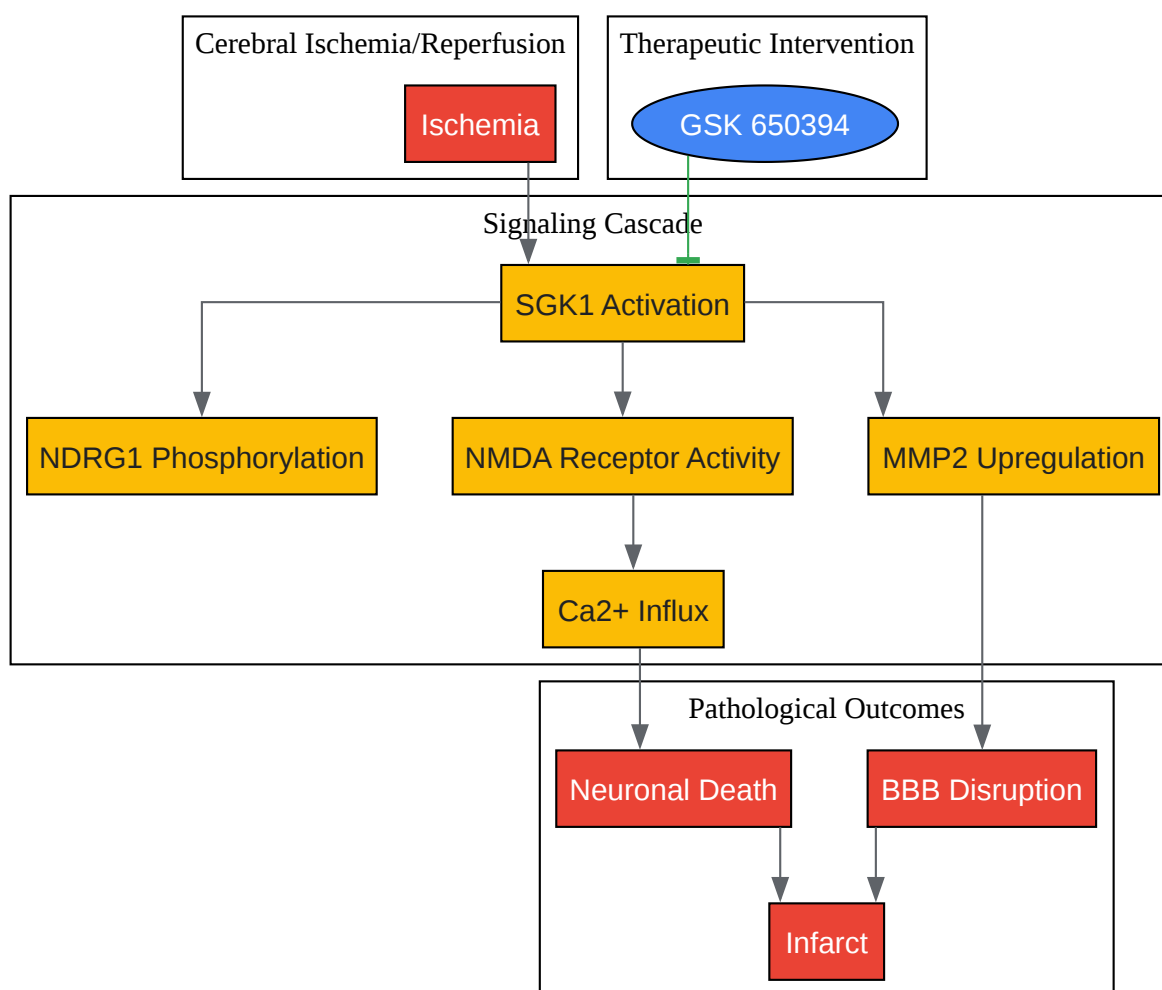 Cerebral Ischemia/Reperfusion
Therapeutic Intervention
Ischemia
GSK 650394
Signaling Cascade
SGK1 Activation
NDRG1 Phosphorylation
NMDA Receptor Activity
MMP2 Upregulation
Ca2+ Influx
Pathological Outcomes
Neuronal Death
BBB Disruption
Infarct